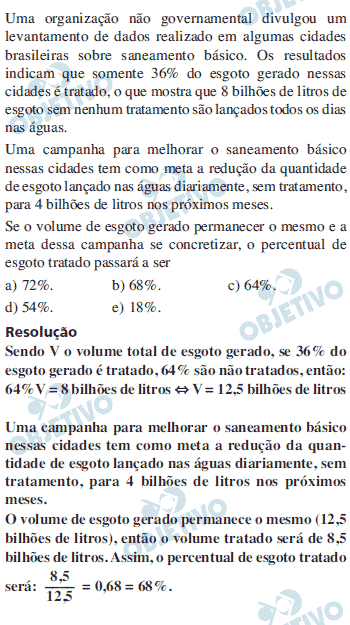 Uma organização não governamental divulgou um
levantamento de dados realizado em algumas cidades
brasileiras sobre saneamento básico. Os resultados
indicam que somente 36% do esgoto gerado nessas
cidades é tratado, o que mostra que 8 bilhões de litros de
esgoto sem nenhum tratamento são lançados todos os dias
nas águas.
Uma campanha para melhorar o saneamento básico
nessas cidades tem como meta a redução da quantidade
de esgoto lançado nas águas diariamente, sem tratamento,
para 4 bilhões de litros nos próximos meses.
Se o volume de esgoto gerado permanecer o mesmo e a
meta dessa campanha se concretizar, o percentual de
esgoto tratado passará a ser
a) 72%. b) 68%. c) 64%.
d) 54%. e) 18%.
Resolução
Sendo V o volume total de esgoto gerado, se 36% do
esgoto gerado é tratado, 64% são não tratados, então:
64% V = 8 bilhões de litros ⇔ V = 12,5 bilhões de litros
Uma campanha para melhorar o saneamento básico
nessas cidades tem como meta a redução da quan-
tidade de esgoto lançado nas águas diariamente, sem
tratamento, para 4 bilhões de litros nos próximos
meses.
O volume de esgoto gerado permanece o mesmo (12,5
bilhões de litros), então o volume tratado será de 8,5
bilhões de litros. Assim, o percentual de esgoto tratado
será: 8,5/12,5 = 0,68 = 68%.
OBJETIVO
OBJETIVO
OBJETIVO
OBJETIVO
OBJETIVO
OBJETIVO